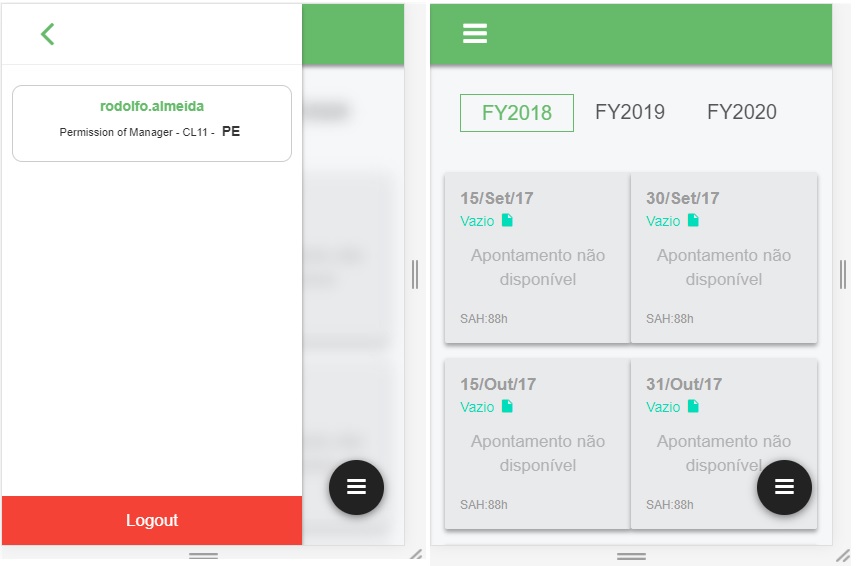 rodolfo.almeida
Permission of Manager - CL11 - PE
Logout
FY2018 FY2019 FY2020
15/Set/17
Vazio
Apontamento não
disponível
SAH:88h
30/Set/17
Vazio
Apontamento não
disponível
SAH:88h
15/Out/17
Vazio
Apontamento não
disponível
SAH:88h
31/Out/17
Vazio
Apontamento não
disponível
SAH:88h